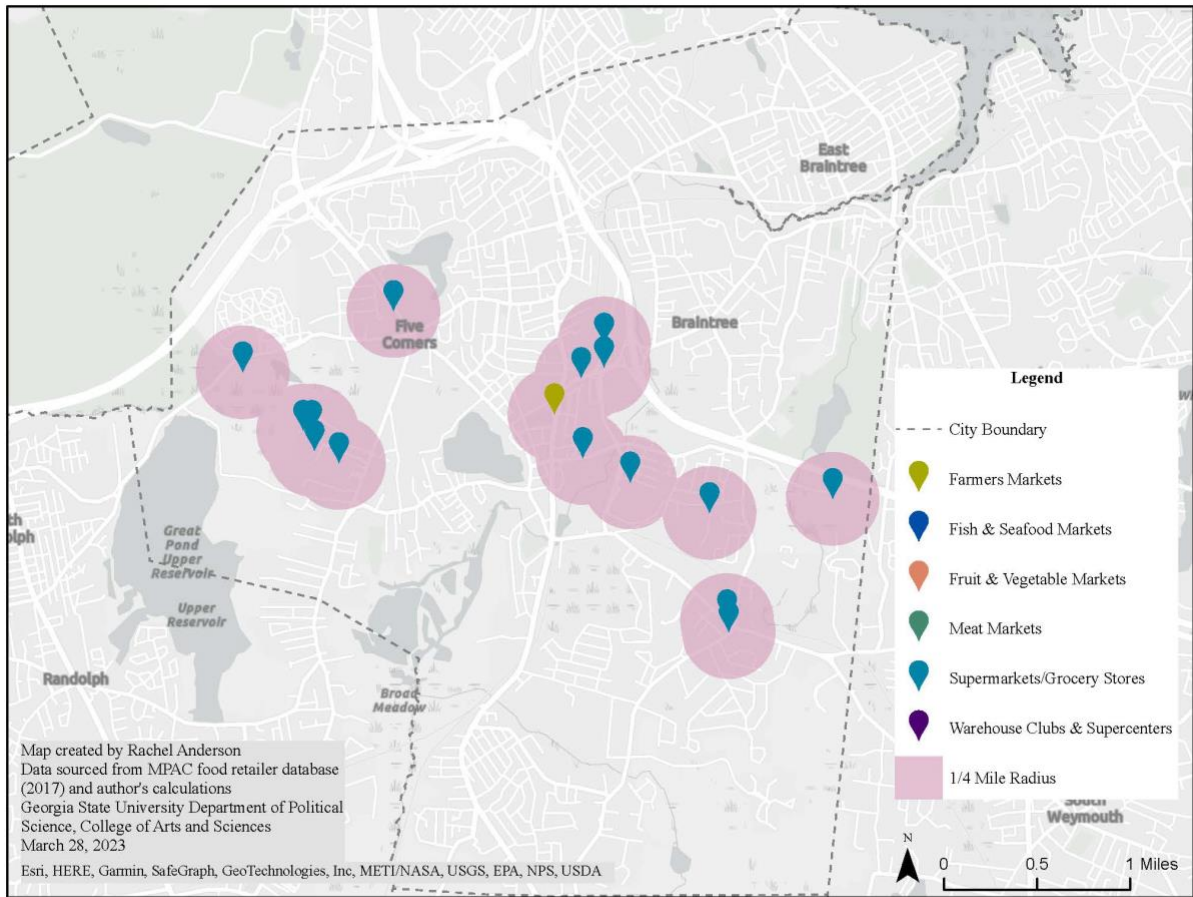 East
Braintree
Five
Corners
Braintree
Great
Pond
Upper
Reservoir
Upper
Reservoir
Randolph
Broad
Meadow
South
Weymouth
Legend
City Boundary
Farmers Markets
Fish & Seafood Markets
Fruit & Vegetable Markets
Meat Markets
Supermarkets/Grocery Stores
Warehouse Clubs & Supercenters
1/4 Mile Radius
Map created by Rachel Anderson
Data sourced from MPAC food retailer database
(2017) and author's calculations
Georgia State University Department of Political
Science, College of Arts and Sciences
March 28, 2023
Esri, HERE, Garmin, SafeGraph, GeoTechnologies, Inc, METI/NASA, USGS, EPA, NPS, USDA
N
0 0.5 1 Miles